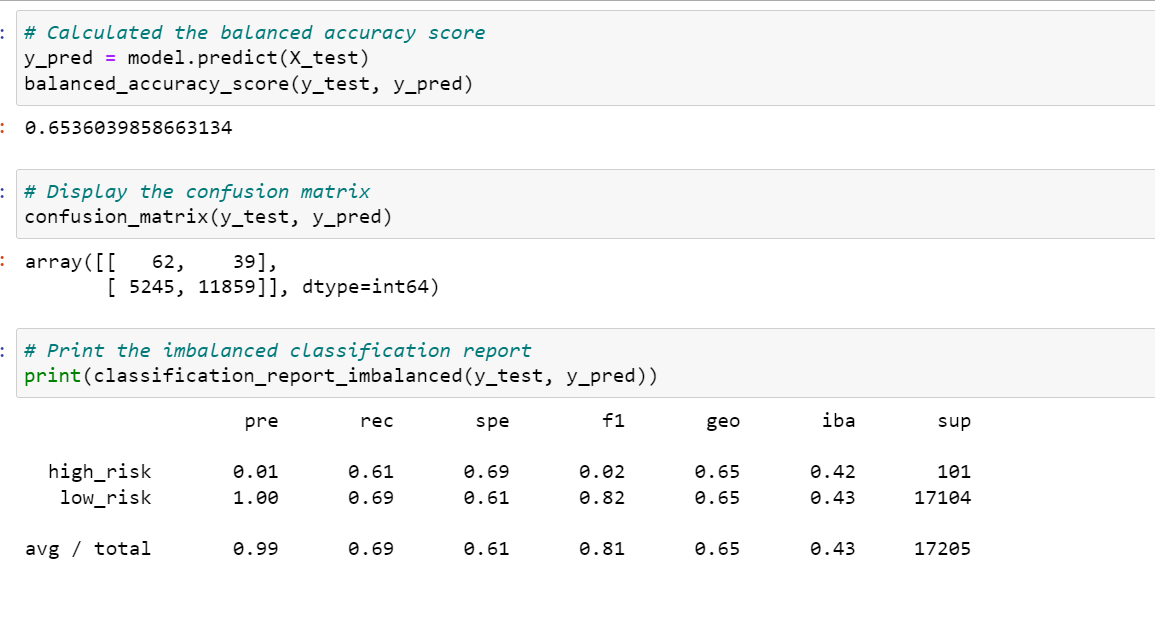 : # Calculated the balanced accuracy score
y_pred = model.predict(X_test)
balanced_accuracy_score(y_test, y_pred)
: 0.6536039858663134
: # Display the confusion matrix
confusion_matrix(y_test, y_pred)
: array([[   62,    39],
       [ 5245, 11859]], dtype=int64)
: # Print the imbalanced classification report
print(classification_report_imbalanced(y_test, y_pred))
pre rec spe f1 geo iba sup
high_risk 0.01 0.61 0.69 0.02 0.65 0.42 101
low_risk 1.00 0.69 0.61 0.82 0.65 0.43 17104
avg / total 0.99 0.69 0.61 0.81 0.65 0.43 17205